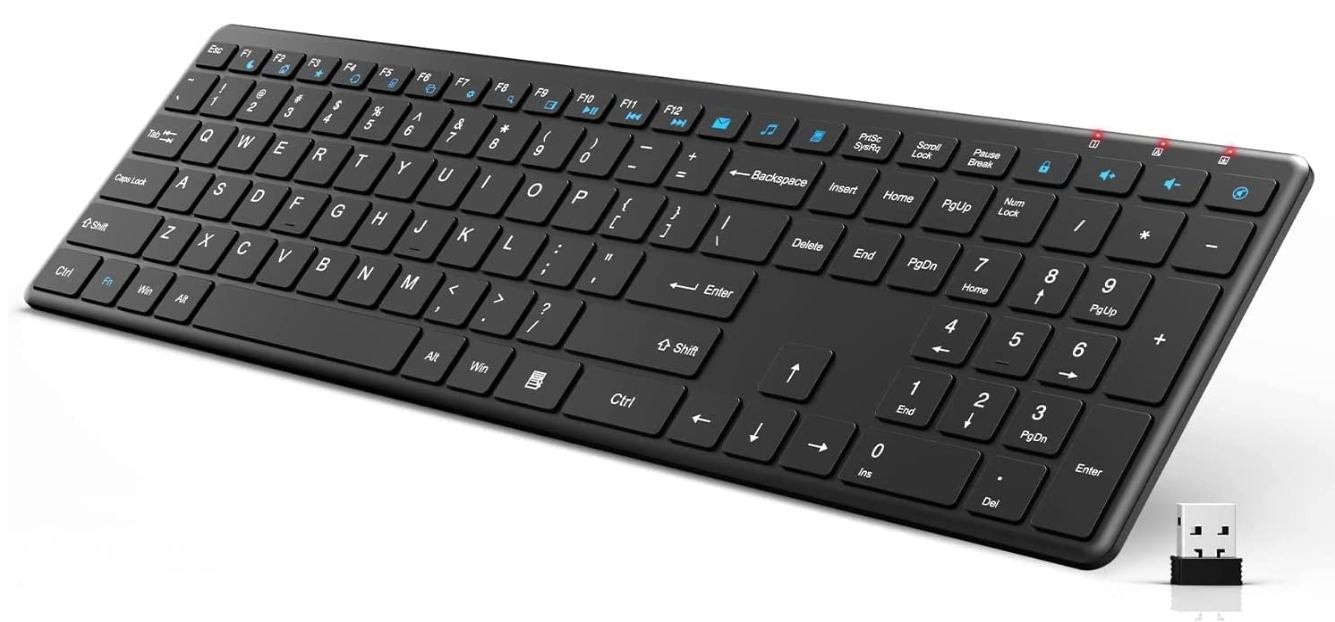 Esc F1 F2 F3 F4 F5 F6 F7 F8 F9 F10 F11 F12
PrtSc
SysRq
Scroll
Lock
Pause
Break
~ ! @ # $ % ^ & * ( ) _ +
` 1 2 3 4 5 6 7 8 9 0 - =
Backspace Insert Home PgUp
Num
Lock
/ * -
Tab Q W E R T Y U I O P { } |
[ ] \
Delete End PgDn
7 8 9
Home PgUp
+
Caps Lock A S D F G H J K L : "
; '
Enter
4 5 6
Shift Z X C V B N M < > ?
, . /
Shift
1 2 3
End PgDn
Enter
Ctrl Fn Win Alt Alt Win Ctrl
0 .
Ins Del